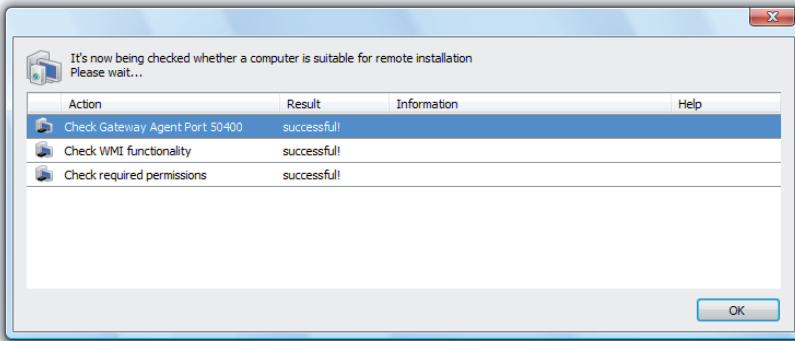 It's now being checked whether a computer is suitable for remote installation
Please wait...
Action Result Information Help
Check Gateway Agent Port 50400 successful!
Check WMI functionality successful!
Check required permissions successful!
OK